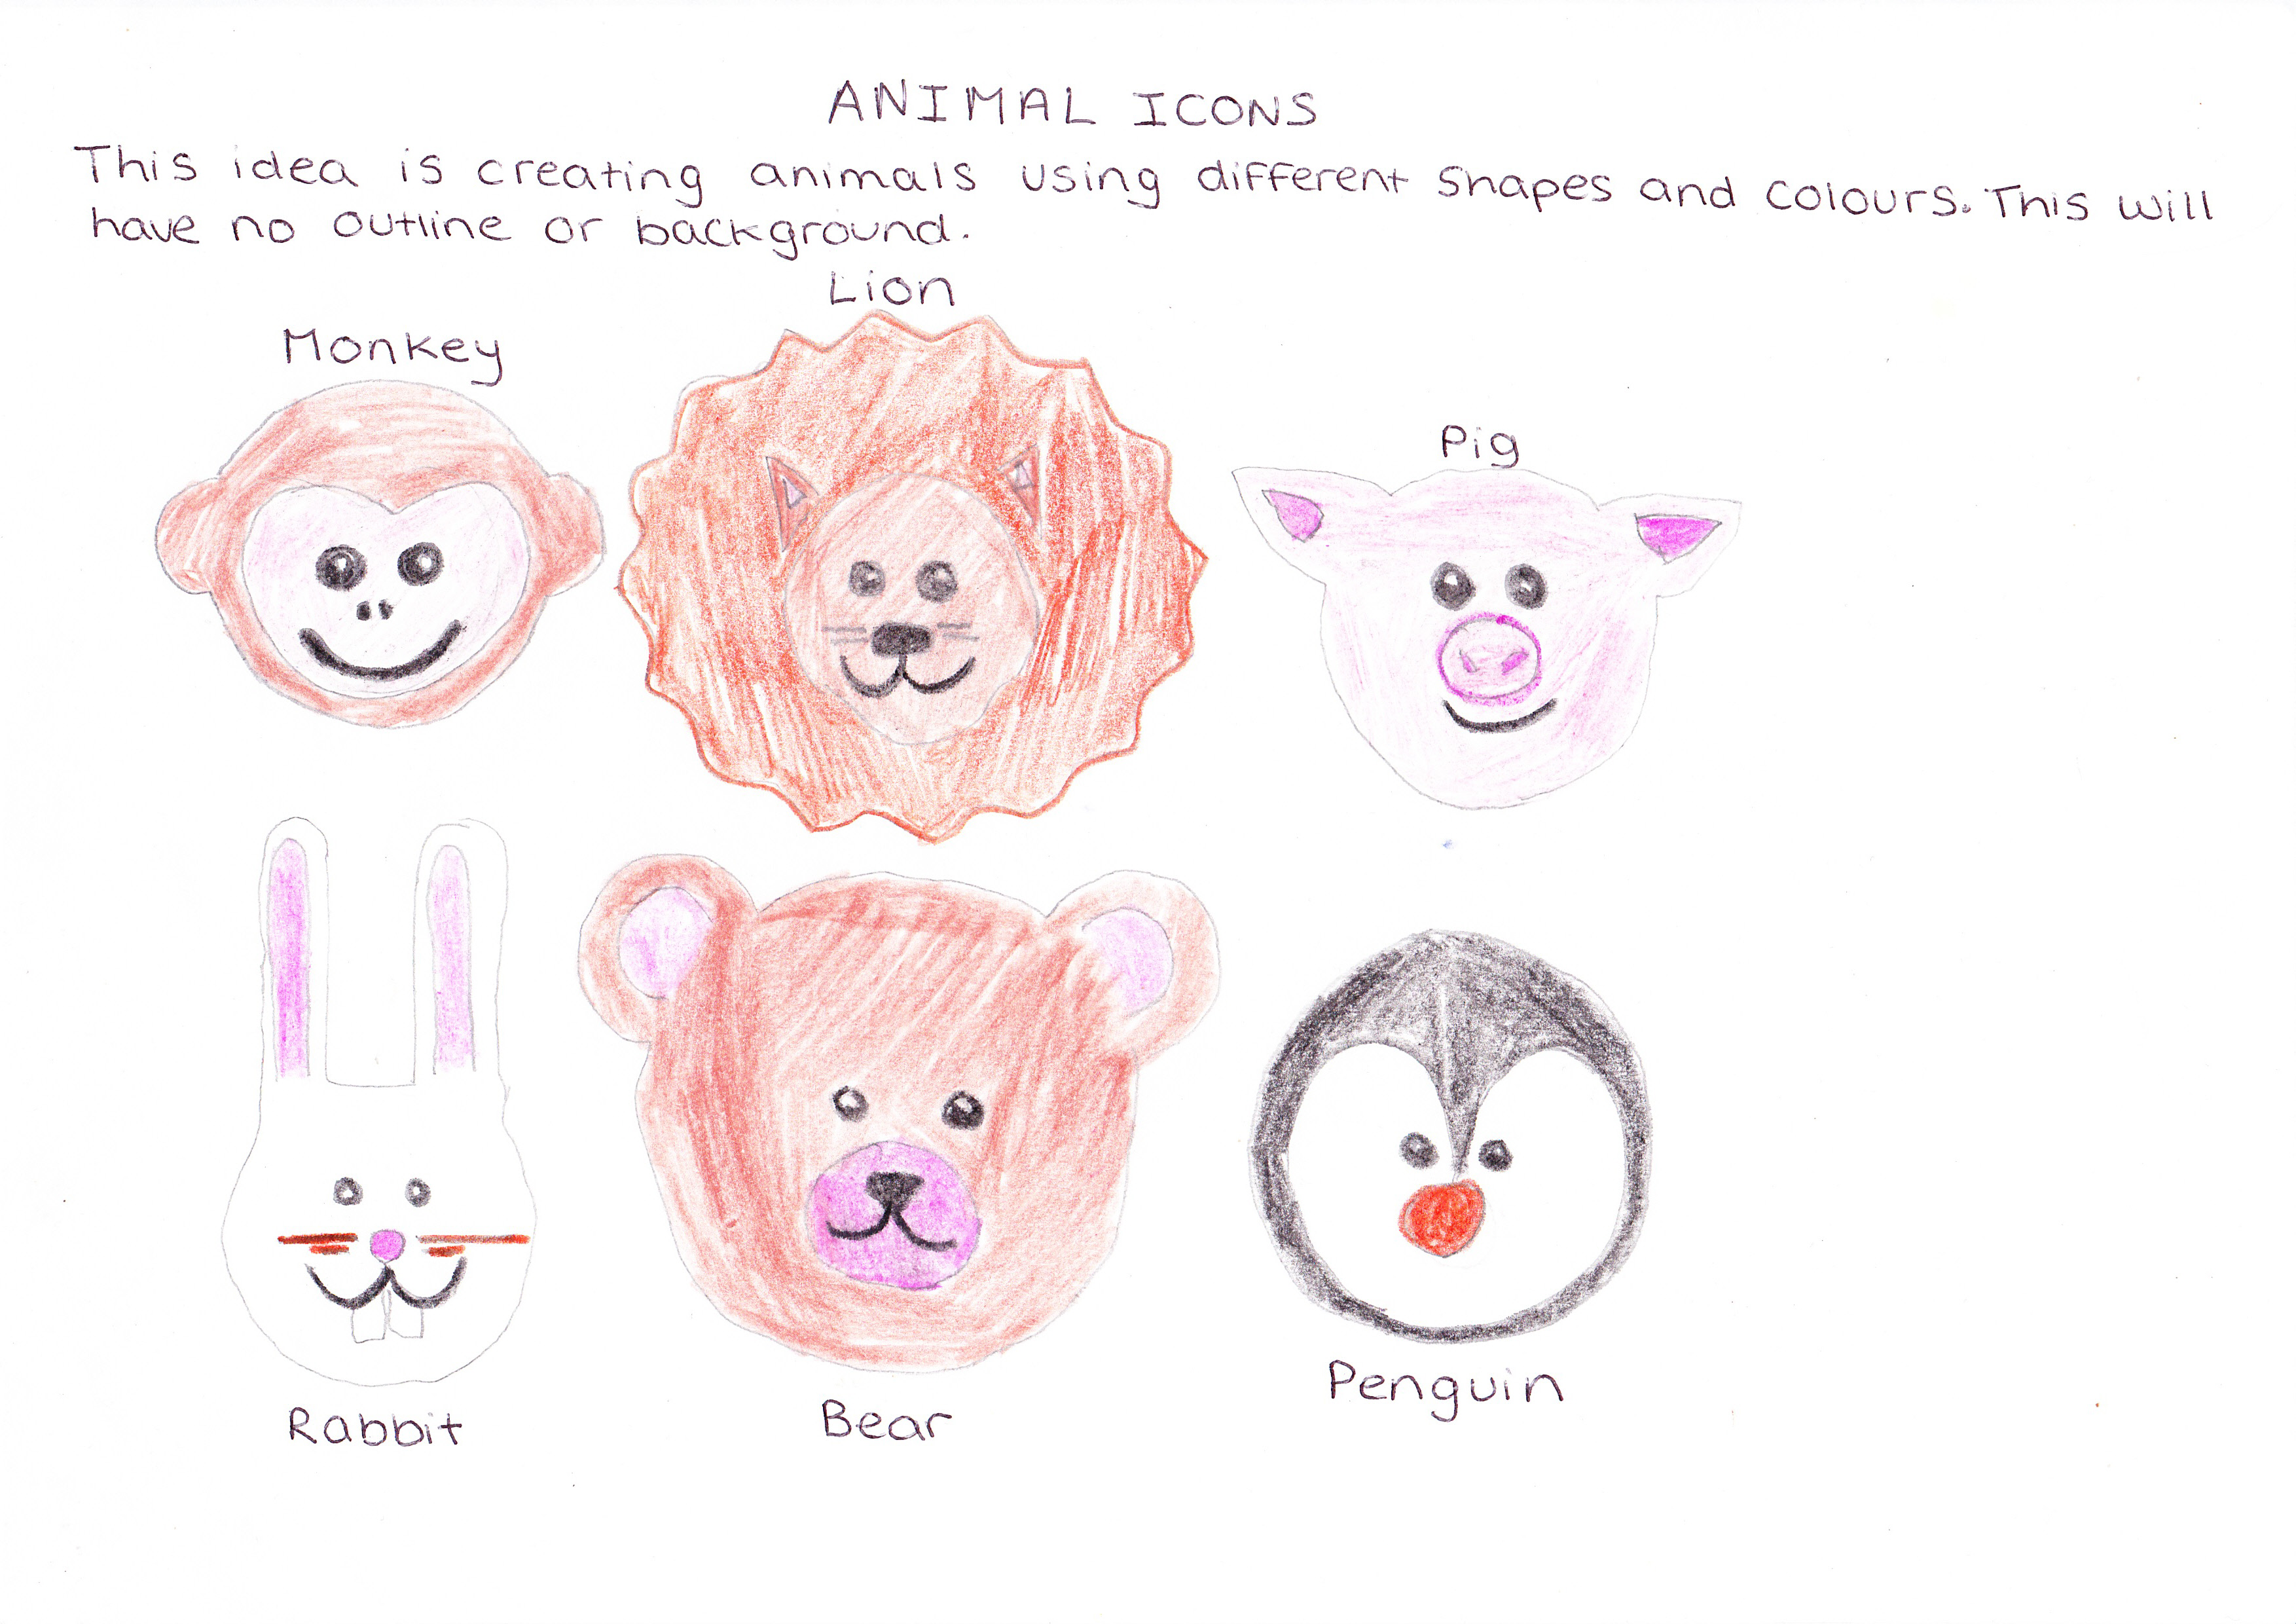 ANIMAL ICONS
This idea is creating animals using different shapes and colours. This will
have no outline or background.
Lion
Monkey
Pig
Rabbit
Bear
Penguin